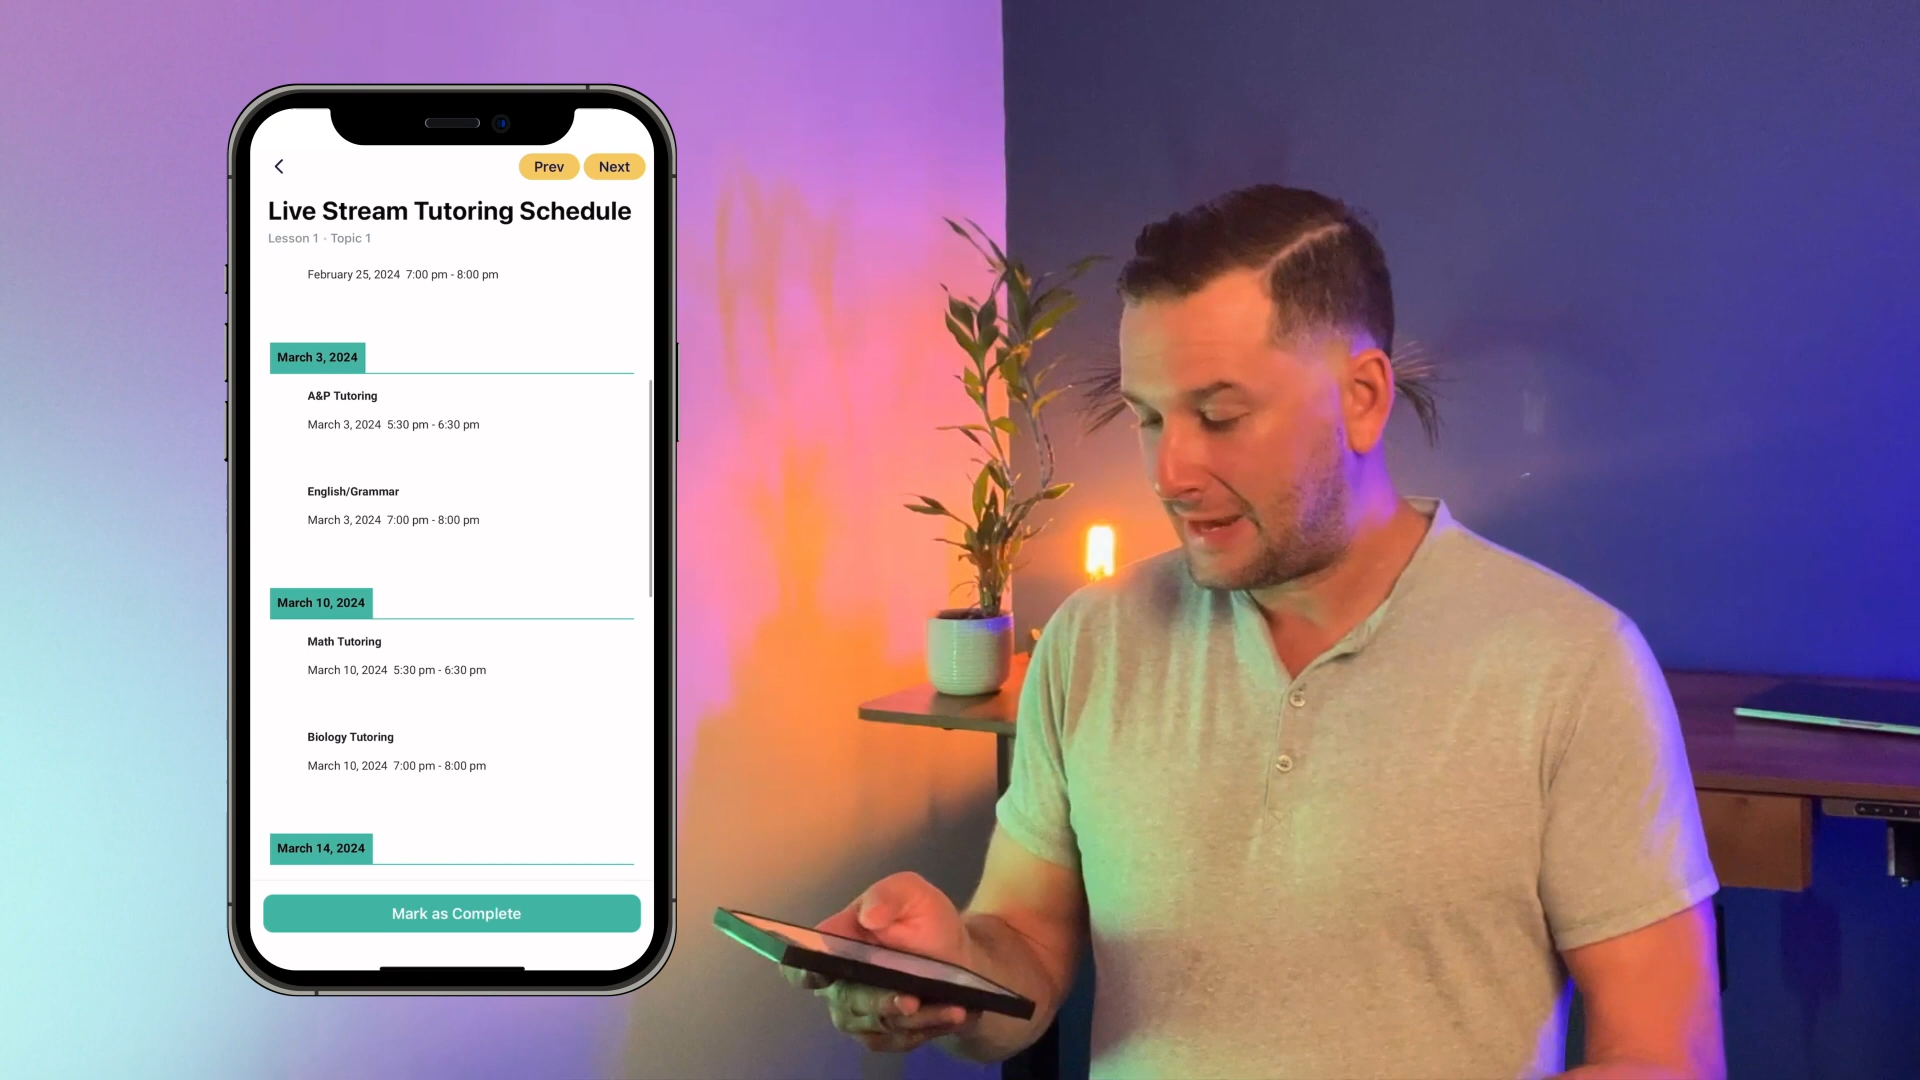 Prev
Next
Live Stream Tutoring Schedule
Lesson 1 · Topic 1
February 25, 2024 7:00 pm - 8:00 pm
March 3, 2024
A&P Tutoring
March 3, 2024 5:30 pm - 6:30 pm
English/Grammar
March 3, 2024 7:00 pm - 8:00 pm
March 10, 2024
Math Tutoring
March 10, 2024 5:30 pm - 6:30 pm
Biology Tutoring
March 10, 2024 7:00 pm - 8:00 pm
March 14, 2024
Mark as Complete